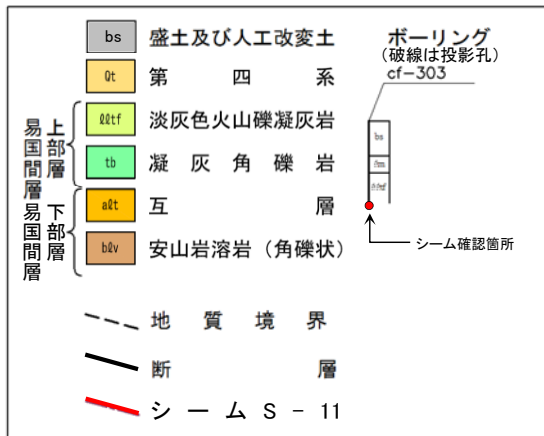 bs 盛土及び人工改変土
Qt 第四系
易国間層 上部層
ℓℓtf 淡灰色火山礫凝灰岩
tb 凝灰角礫岩
易国間層 下部層
aℓt 互層
bℓv 安山岩溶岩（角礫状）
地質境界
断層
シームS-11
ボーリング
(破線は投影孔)
cf-303
bs
シーム確認箇所